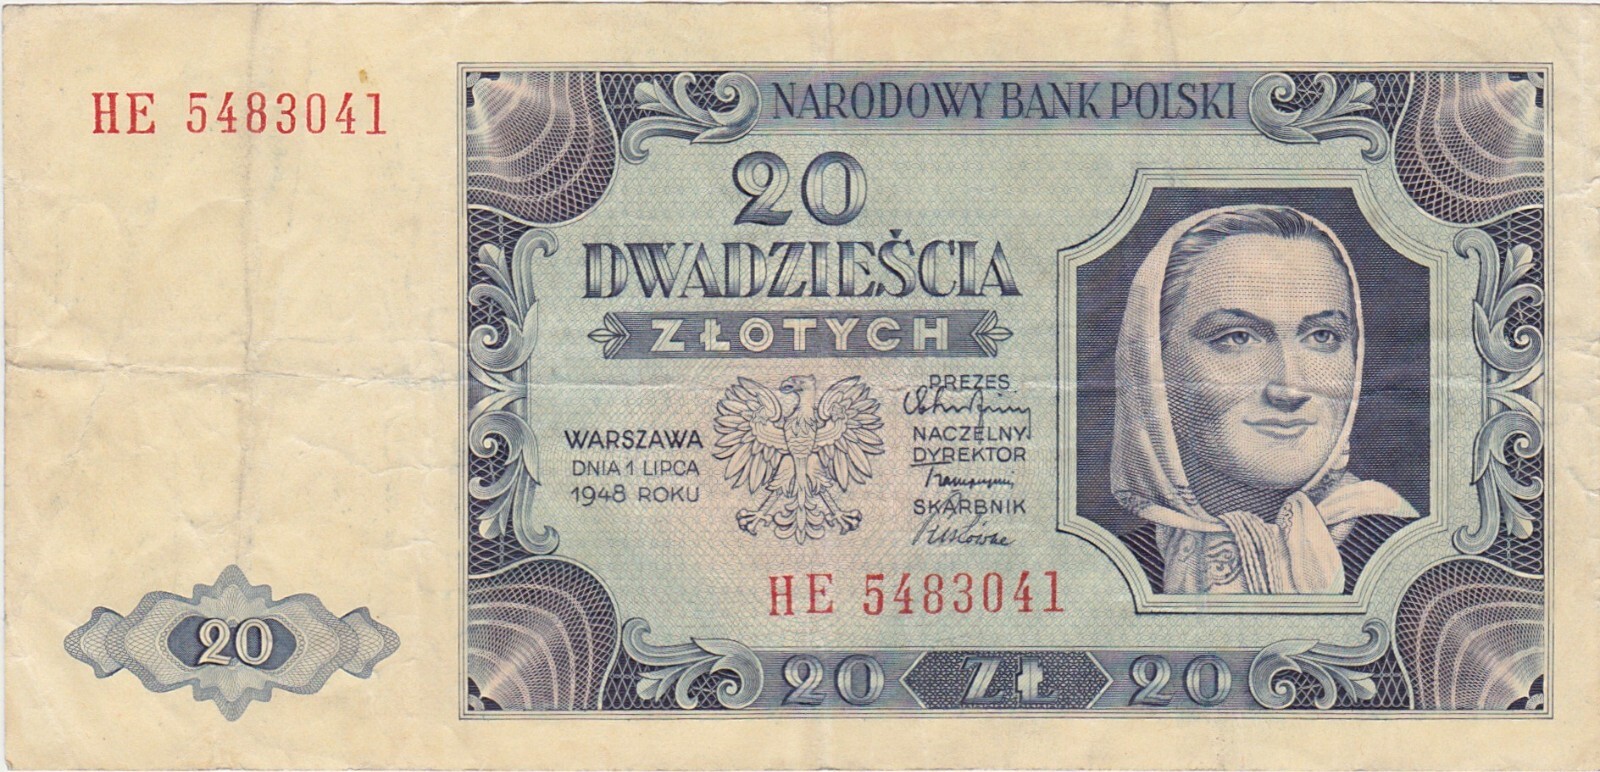 HE 5483041
NARODOWY BANK POLSKI
20
DWADZIEŚCIA
ZŁOTYCH
WARSZAWA
DNIA 1 LIPCA
1948 ROKU
PREZES
NACZELNY
DYREKTOR
SKARBNIK
HE 5483041
20
20 ZŁ 20